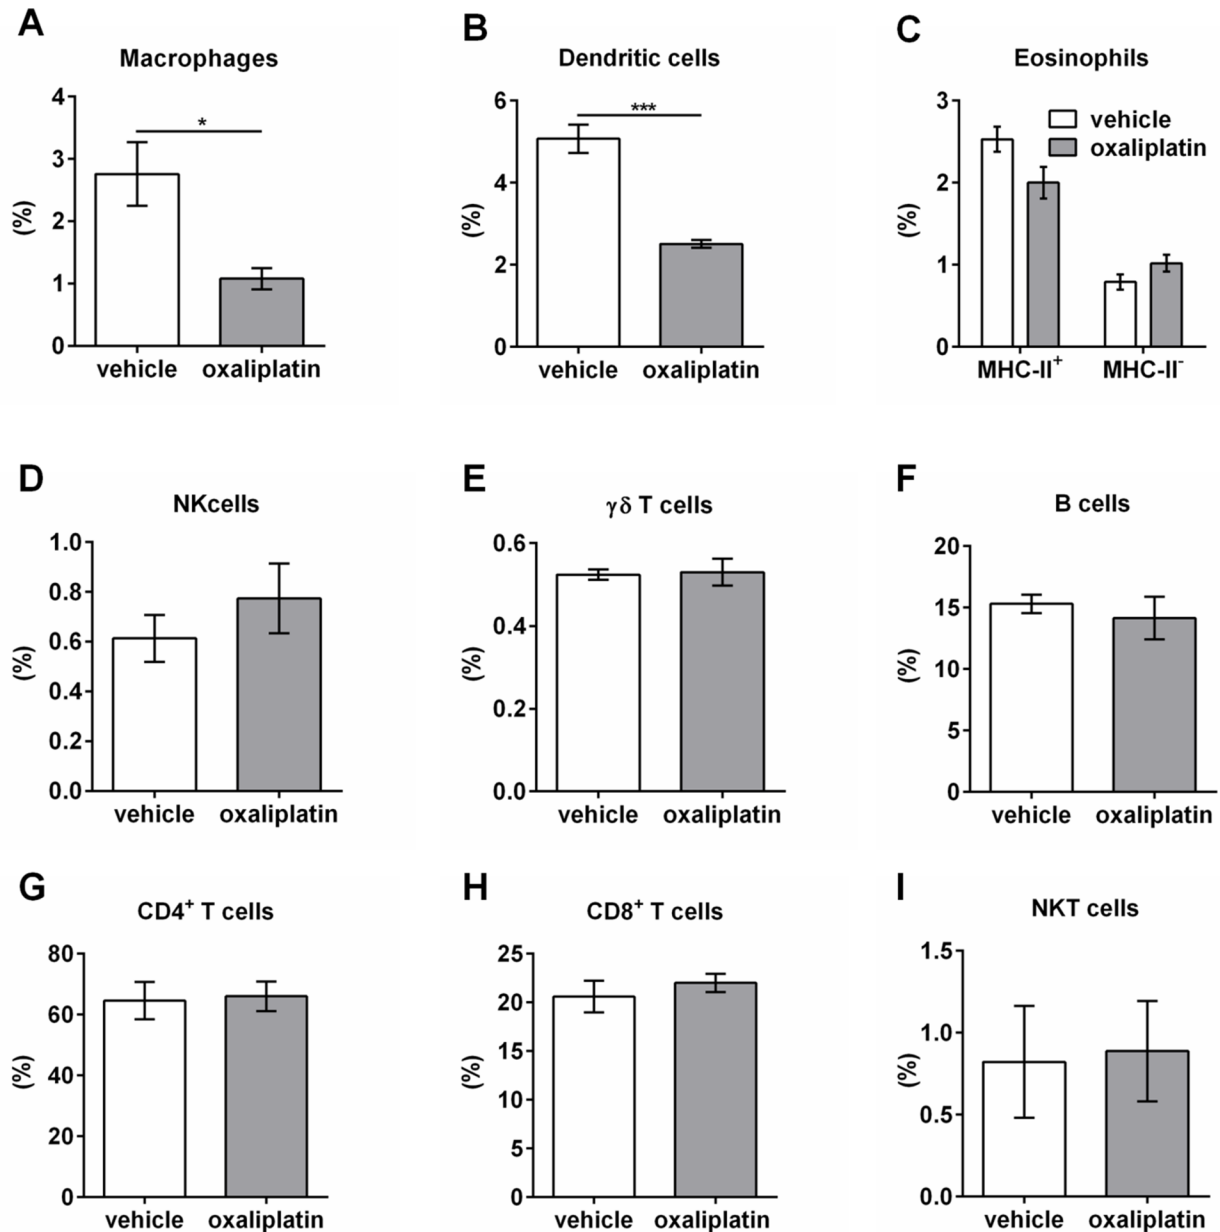 A
Macrophages
4
3
2
1
0
(%)
*
vehicle oxaliplatin
B
Dendritic cells
6
4
2
0
(%)
***
vehicle oxaliplatin
C
Eosinophils
3
2
1
0
(%)
vehicle
oxaliplatin
MHC-II⁺ MHC-II⁻
D
NKcells
1.0
0.8
0.6
0.4
0.2
0.0
(%)
vehicle oxaliplatin
E
γδ T cells
0.6
0.4
0.2
0.0
(%)
vehicle oxaliplatin
F
B cells
20
15
10
5
0
(%)
vehicle oxaliplatin
G
CD4⁺ T cells
80
60
40
20
0
(%)
vehicle oxaliplatin
H
CD8⁺ T cells
25
20
15
10
5
0
(%)
vehicle oxaliplatin
I
NKT cells
1.5
1.0
0.5
0.0
(%)
vehicle oxaliplatin